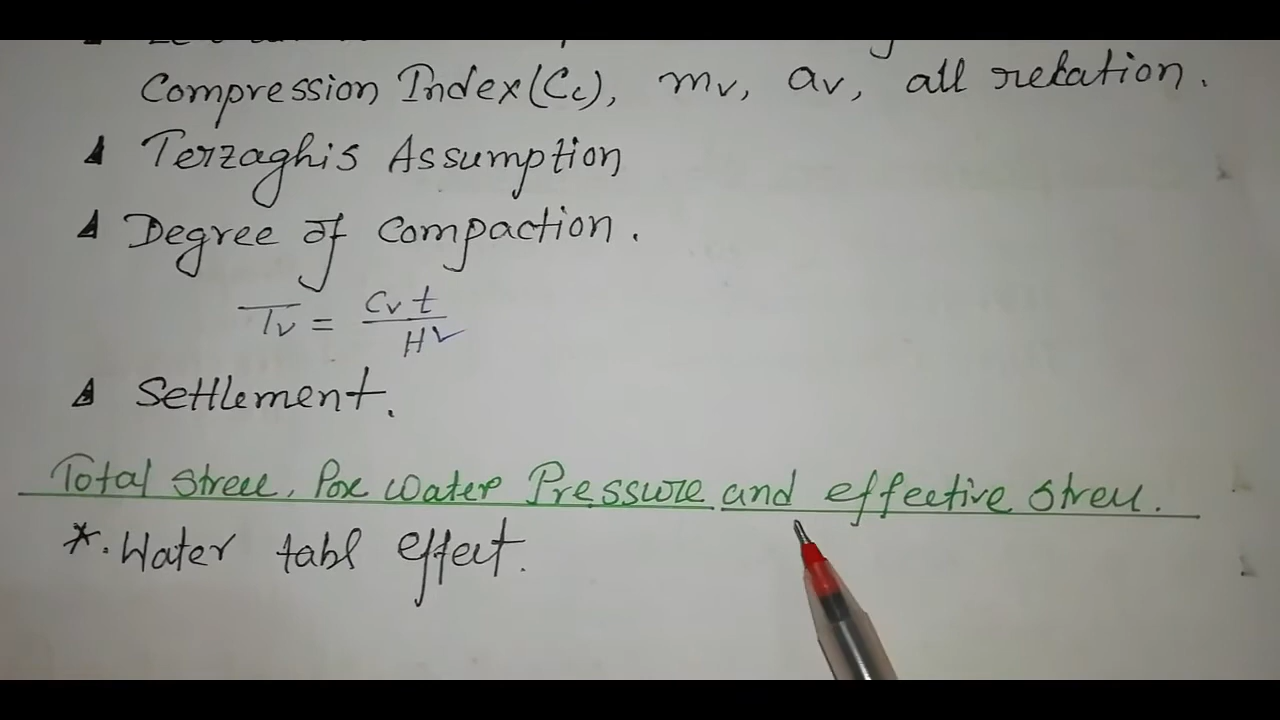 Compression Index(Cc), mv, av, all relation.
Terzaghis Assumption
Degree of Compaction.
Tv = Cv t / H²
Settlement.
Total stress, Pore water Pressure and effective stress.
*. Water tabl effect.